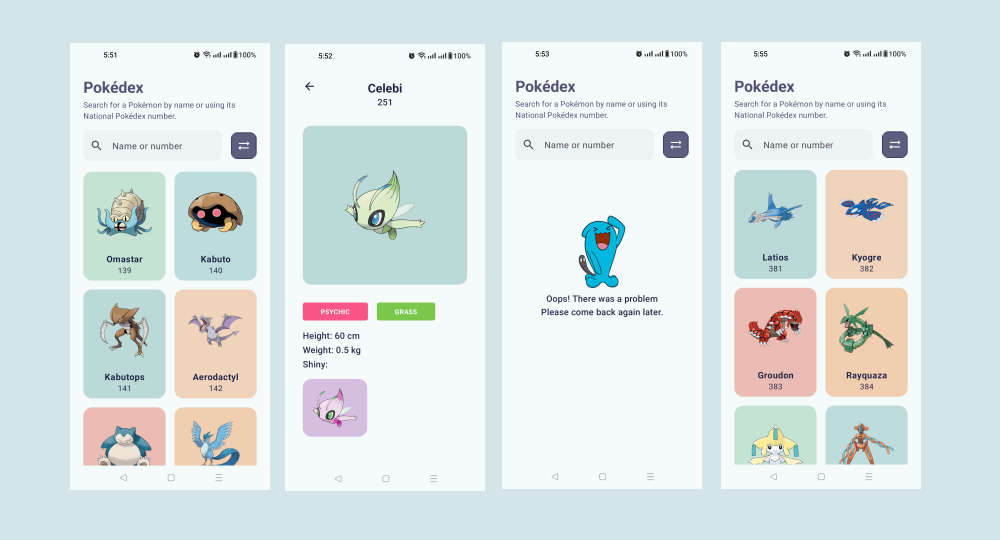 5:51
100%
Pokédex
Search for a Pokémon by name or using its
National Pokédex number.
Name or number
Omastar
139
Kabuto
140
Kabutops
141
Aerodactyl
142
5:52
100%
Celebi
251
PSYCHIC
GRASS
Height: 60 cm
Weight: 0.5 kg
Shiny:
5:53
100%
Pokédex
Search for a Pokémon by name or using its
National Pokédex number.
Name or number
Oops! There was a problem
Please come back again later.
5:55
100%
Pokédex
Search for a Pokémon by name or using its
National Pokédex number.
Name or number
Latios
381
Kyogre
382
Groudon
383
Rayquaza
384